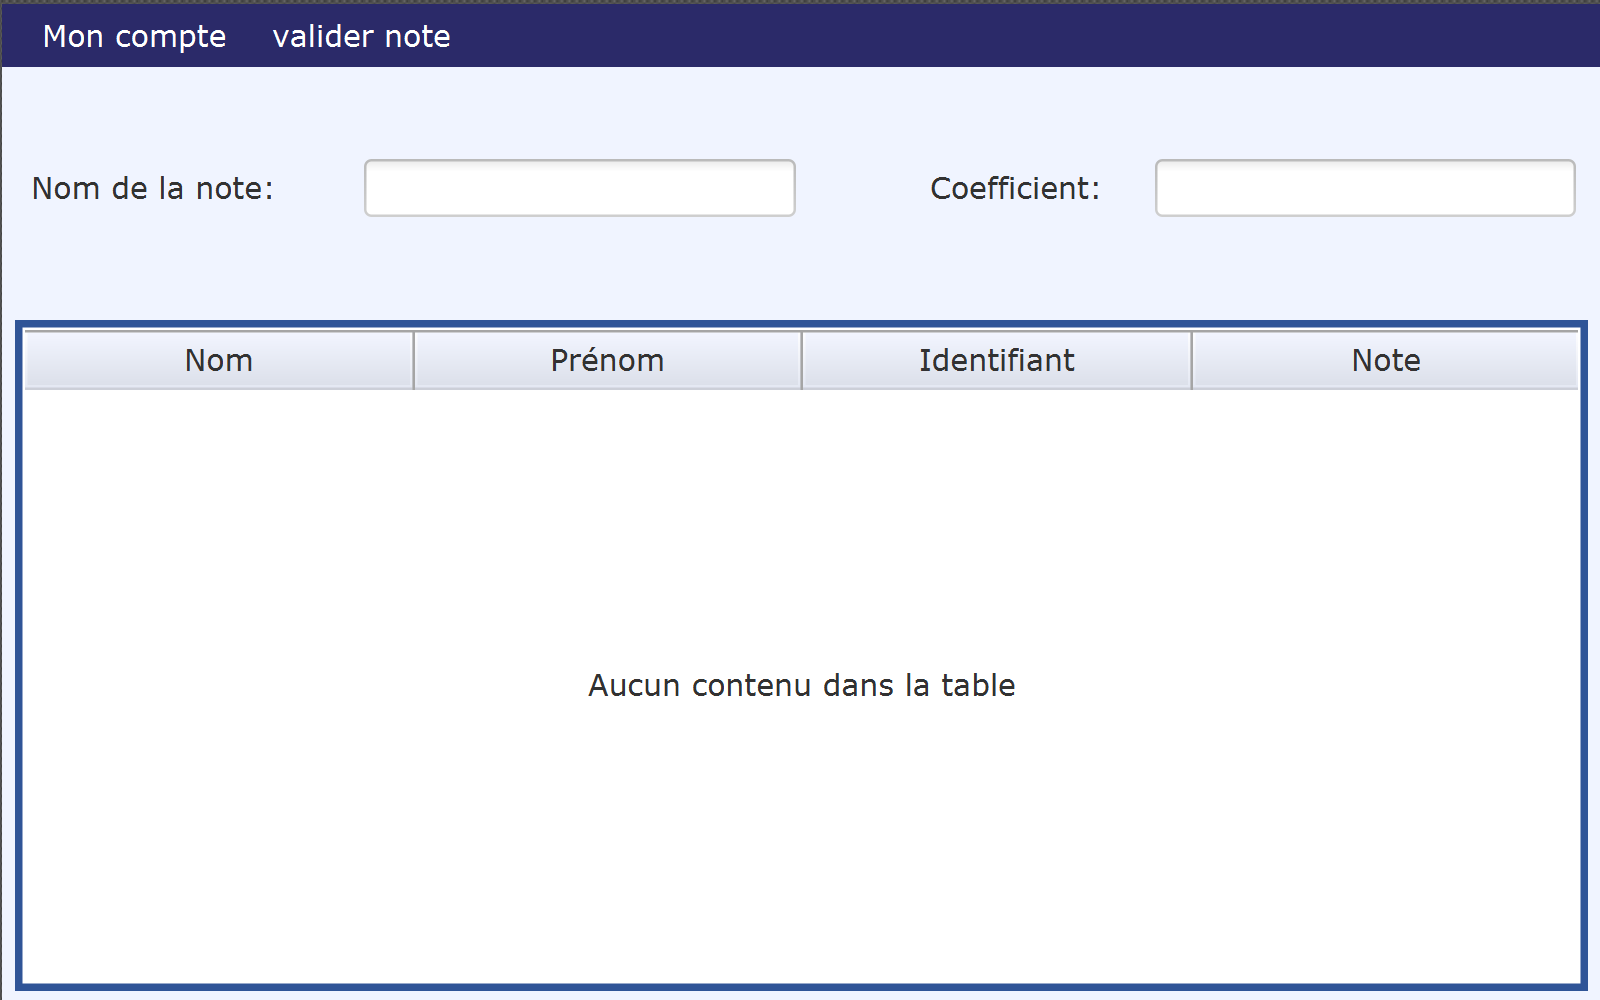 Mon compte valider note
Nom de la note: Coefficient:
Nom Prénom Identifiant Note
Aucun contenu dans la table